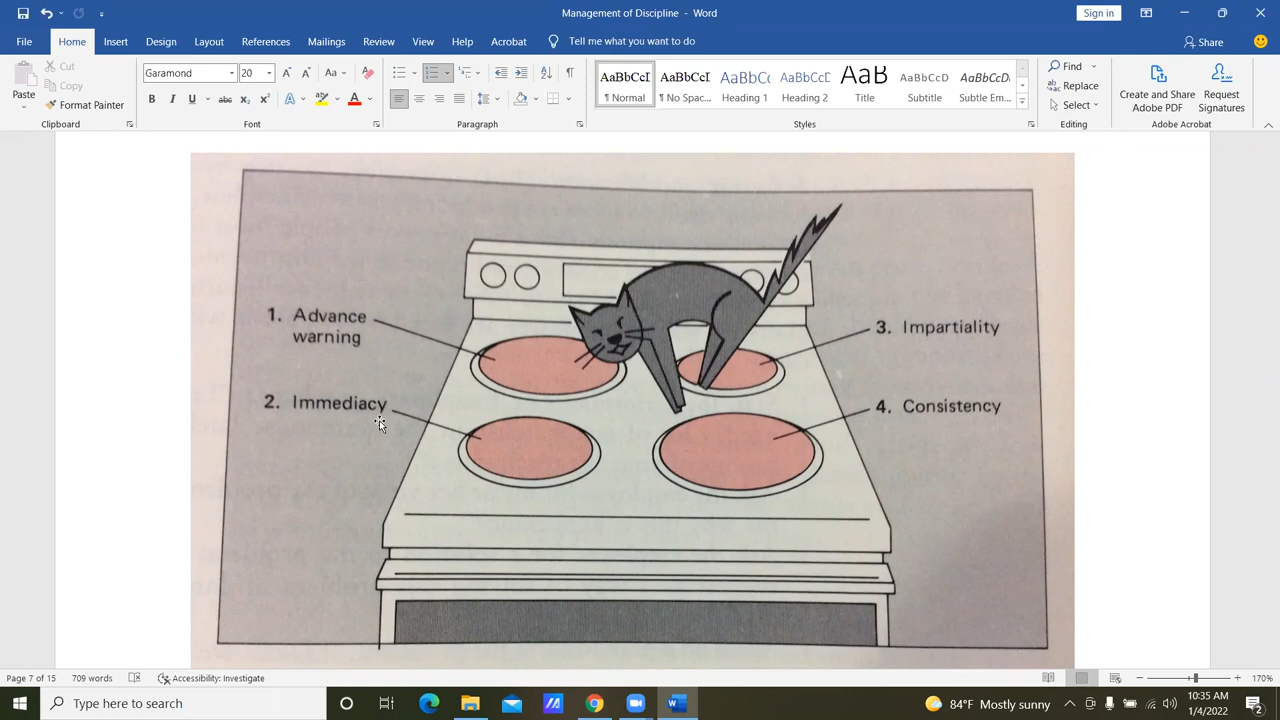 Management of Discipline - Word
Sign in
File Home Insert Design Layout References Mailings Review View Help Acrobat Tell me what you want to do Share
Paste
Cut
Copy
Format Painter
Clipboard
Garamond 20
Font
Paragraph
AaBbCcI AaBbCcI AaBbC AaBbCcI AaB AaBbCcD AaBbCcD
¶ Normal ¶ No Spac... Heading 1 Heading 2 Title Subtitle Subtle Em...
Styles
Find
Replace
Select
Editing
Create and Share
Adobe PDF
Request
Signatures
Adobe Acrobat
1. Advance
warning
2. Immediacy
3. Impartiality
4. Consistency
Page 7 of 15 709 words Accessibility: Investigate 170%
Type here to search
84°F Mostly sunny
10:35 AM
1/4/2022
2